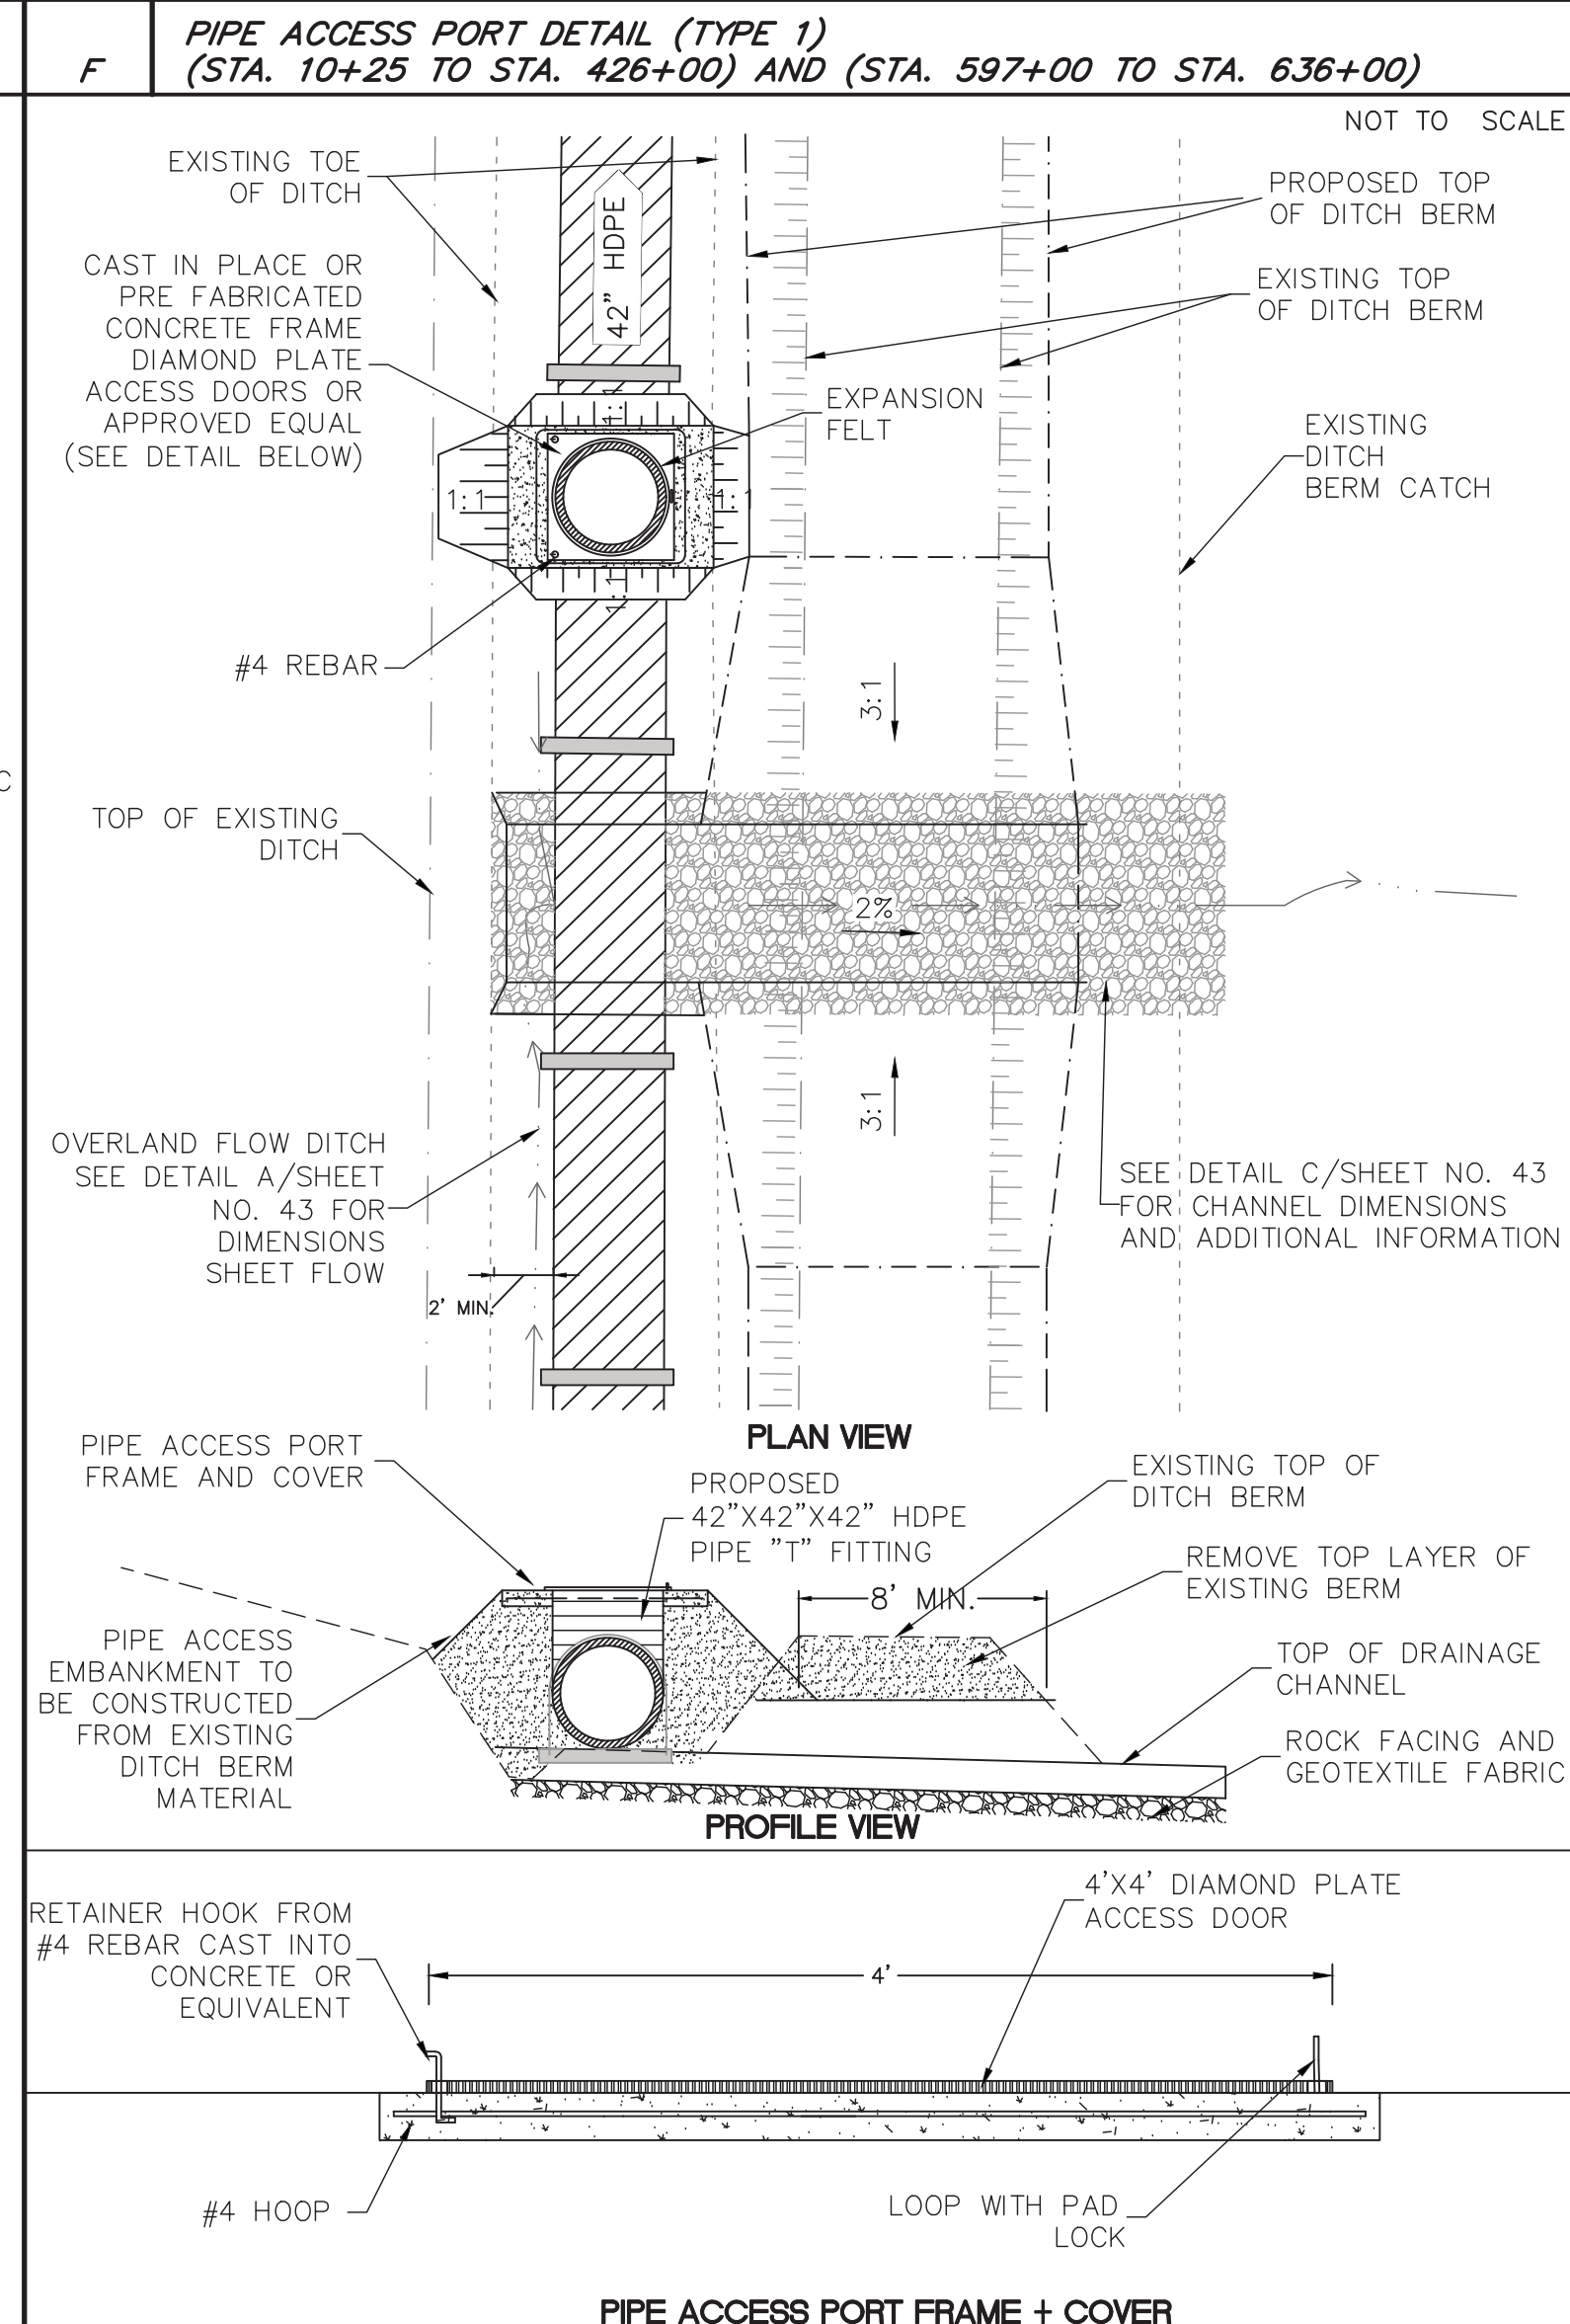 F
PIPE ACCESS PORT DETAIL (TYPE 1)
(STA. 10+25 TO STA. 426+00) AND (STA. 597+00 TO STA. 636+00)
NOT TO SCALE
EXISTING TOE
OF DITCH
42" HDPE
PROPOSED TOP
OF DITCH BERM
CAST IN PLACE OR
PRE FABRICATED
CONCRETE FRAME
DIAMOND PLATE
ACCESS DOORS OR
APPROVED EQUAL
(SEE DETAIL BELOW)
EXISTING TOP
OF DITCH BERM
EXPANSION
FELT
EXISTING
DITCH
BERM CATCH
1:1
1:1
1:1
1:1
#4 REBAR
3:1
C
TOP OF EXISTING
DITCH
2%
3:1
OVERLAND FLOW DITCH
SEE DETAIL A/SHEET
NO. 43 FOR
DIMENSIONS
SHEET FLOW
2' MIN.
SEE DETAIL C/SHEET NO. 43
FOR CHANNEL DIMENSIONS
AND ADDITIONAL INFORMATION
PLAN VIEW
PIPE ACCESS PORT
FRAME AND COVER
PROPOSED
42"X42"X42" HDPE
PIPE "T" FITTING
EXISTING TOP OF
DITCH BERM
REMOVE TOP LAYER OF
EXISTING BERM
8' MIN.
PIPE ACCESS
EMBANKMENT TO
BE CONSTRUCTED
FROM EXISTING
DITCH BERM
MATERIAL
TOP OF DRAINAGE
CHANNEL
ROCK FACING AND
GEOTEXTILE FABRIC
PROFILE VIEW
RETAINER HOOK FROM
#4 REBAR CAST INTO
CONCRETE OR
EQUIVALENT
4'X4' DIAMOND PLATE
ACCESS DOOR
4'
#4 HOOP
LOOP WITH PAD
LOCK
PIPE ACCESS PORT FRAME + COVER